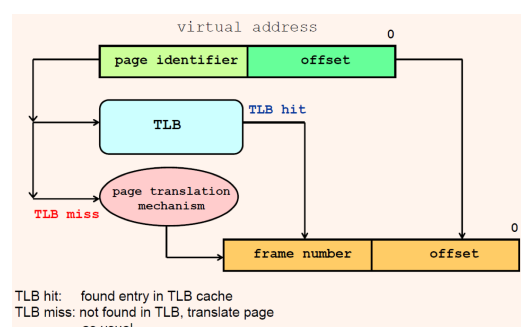 virtual address
0
page identifier offset
TLB hit
TLB
page translation
mechanism
TLB miss
0
frame number offset
TLB hit: found entry in TLB cache
TLB miss: not found in TLB, translate page
as usual